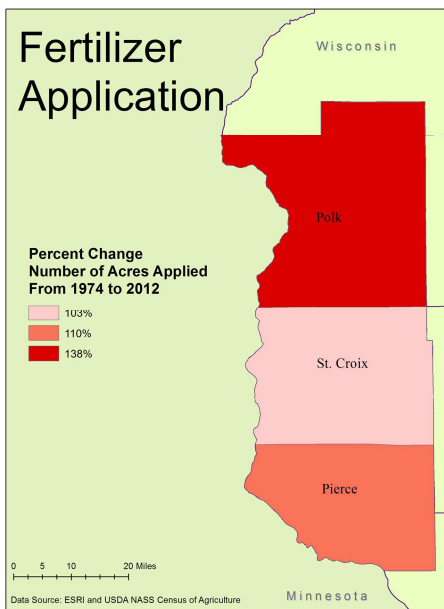 Fertilizer
Application
Wisconsin
Polk
Percent Change
Number of Acres Applied
From 1974 to 2012
103%
110%
138%
St. Croix
Pierce
0 5 10 20 Miles
Data Source: ESRI and USDA NASS Census of Agriculture
Minnesota